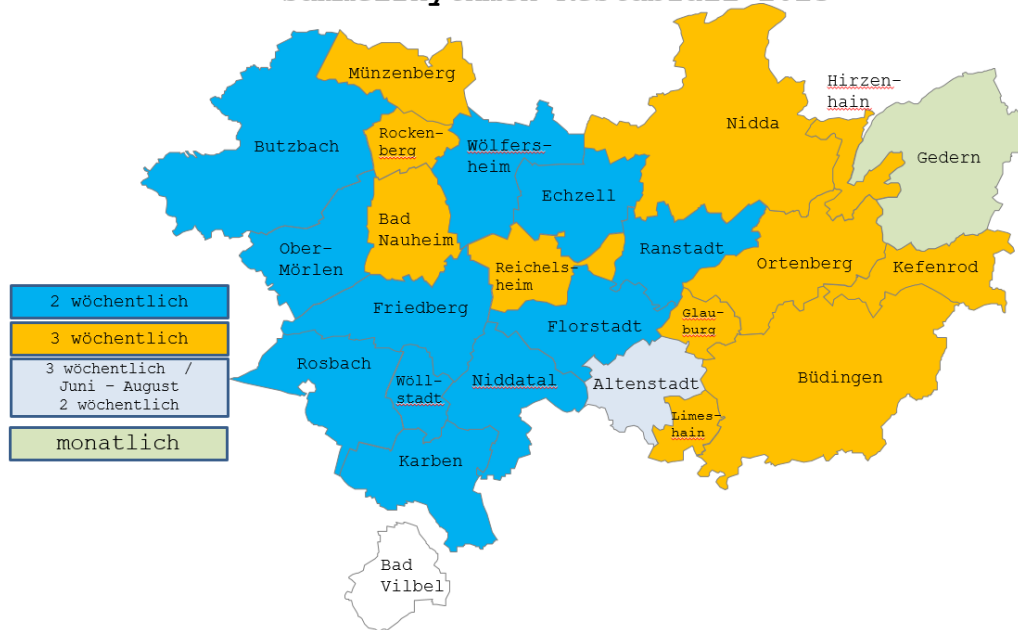 Münzenberg
Hirzen-
hain
Nidda
Rocken-
berg
Butzbach
Wölfers-
heim
Gedern
Echzell
Bad
Nauheim
Ober-
Mörlen
Ranstadt
Ortenberg
Kefenrod
Reichels-
heim
2 wöchentlich
Friedberg
Glau-
burg
Florstadt
3 wöchentlich
3 wöchentlich /
Juni - August
2 wöchentlich
Rosbach
Wöll-
stadt
Niddatal
Altenstadt
Büdingen
Limes-
hain
monatlich
Karben
Bad
Vilbel